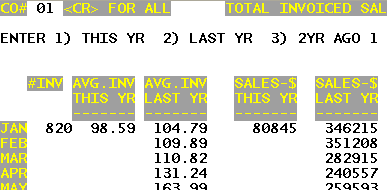 CO# 01 <CR> FOR ALL TOTAL INVOICED SAL
ENTER 1) THIS YR 2) LAST YR 3) 2YR AGO 1
#INV AVG.INV AVG.INV SALES-$ SALES-$
THIS YR LAST YR THIS YR LAST YR
------- ------- ------- -------
JAN 820 98.59 104.79 80845 346215
FEB 109.89 351208
MAR 110.82 282915
APR 131.24 240557
MAY 163.99 259593